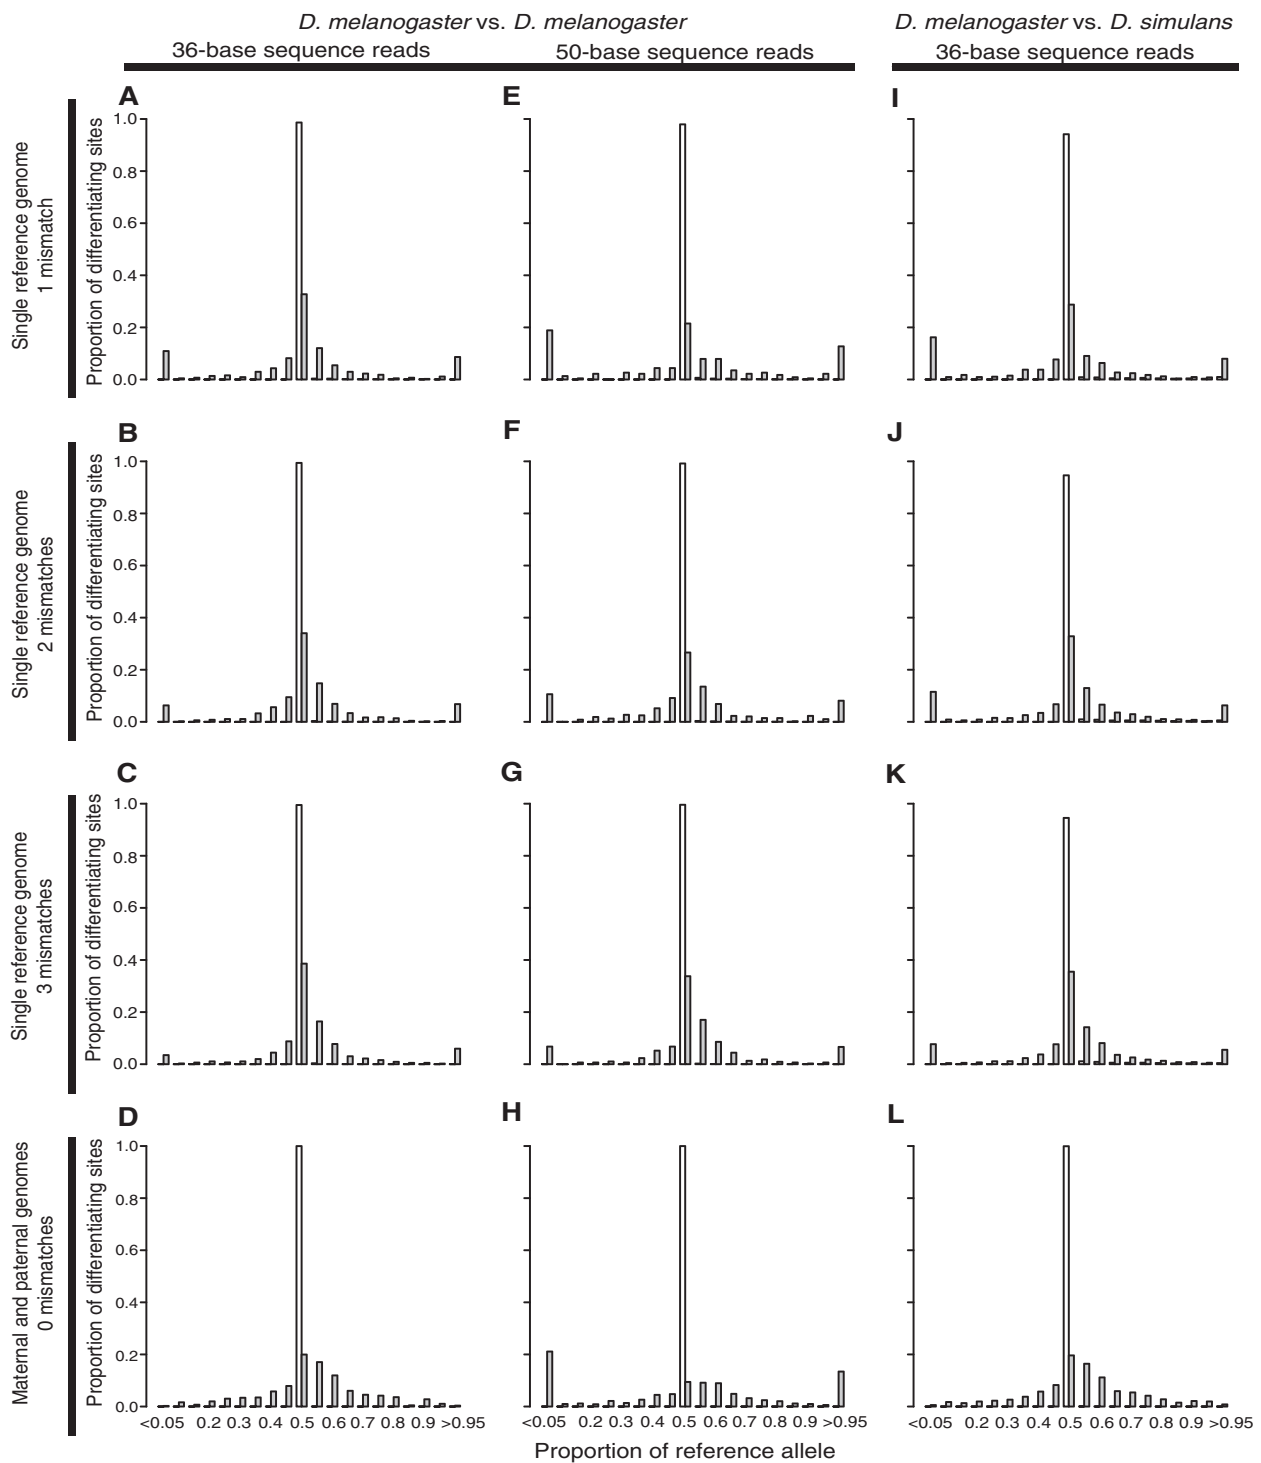 D. melanogaster vs. D. melanogaster
D. melanogaster vs. D. simulans
36-base sequence reads
50-base sequence reads
36-base sequence reads
Single reference genome
1 mismatch
Proportion of differentiating sites
A
1.0
0.8
0.6
0.4
0.2
0.0
E
I
Single reference genome
2 mismatches
Proportion of differentiating sites
B
1.0
0.8
0.6
0.4
0.2
0.0
F
J
Single reference genome
3 mismatches
Proportion of differentiating sites
C
1.0
0.8
0.6
0.4
0.2
0.0
G
K
Maternal and paternal genomes
0 mismatches
Proportion of differentiating sites
D
1.0
0.8
0.6
0.4
0.2
0.0
H
L
<0.05 0.2 0.3 0.4 0.5 0.6 0.7 0.8 0.9 >0.95
<0.05 0.2 0.3 0.4 0.5 0.6 0.7 0.8 0.9 >0.95
<0.05 0.2 0.3 0.4 0.5 0.6 0.7 0.8 0.9 >0.95
Proportion of reference allele